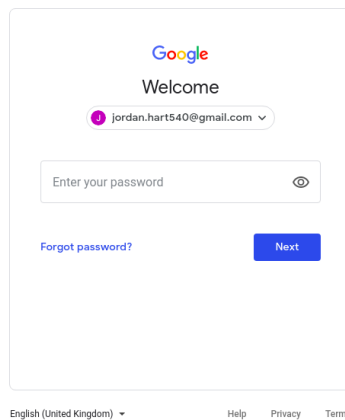 Google
Welcome
J jordan.hart540@gmail.com
Enter your password
Forgot password? Next
English (United Kingdom) Help Privacy Term